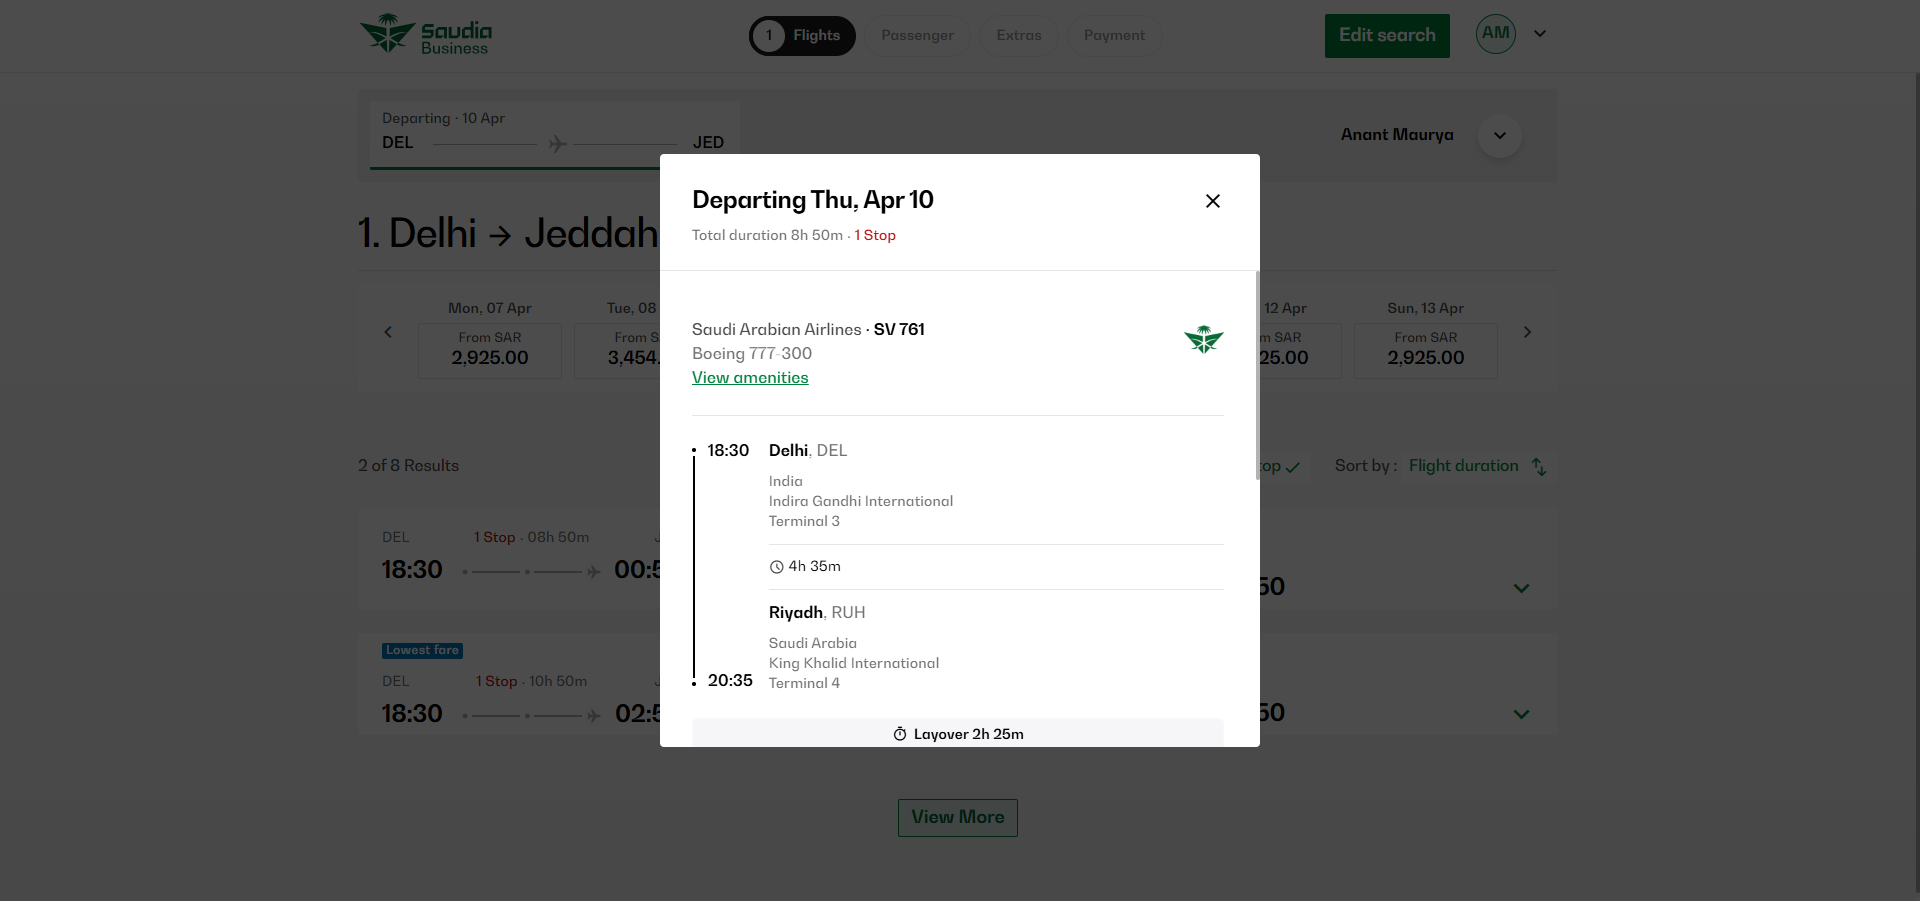 Saudia
Business
1 Flights
Passenger
Extras
Payment
Edit search
AM
Departing · 10 Apr
DEL
JED
Anant Maurya
1. Delhi → Jeddah
Mon, 07 Apr
From SAR
2,925.00
Tue, 08
From S
3,454.
12 Apr
m SAR
25.00
Sun, 13 Apr
From SAR
2,925.00
2 of 8 Results
top
Sort by : Flight duration
DEL
1 Stop · 08h 50m
18:30
00:5
50
Lowest fare
DEL
1 Stop · 10h 50m
18:30
02:5
50
View More
Departing Thu, Apr 10
Total duration 8h 50m · 1 Stop
Saudi Arabian Airlines · SV 761
Boeing 777-300
View amenities
18:30 Delhi, DEL
India
Indira Gandhi International
Terminal 3
4h 35m
Riyadh, RUH
Saudi Arabia
King Khalid International
20:35 Terminal 4
Layover 2h 25m